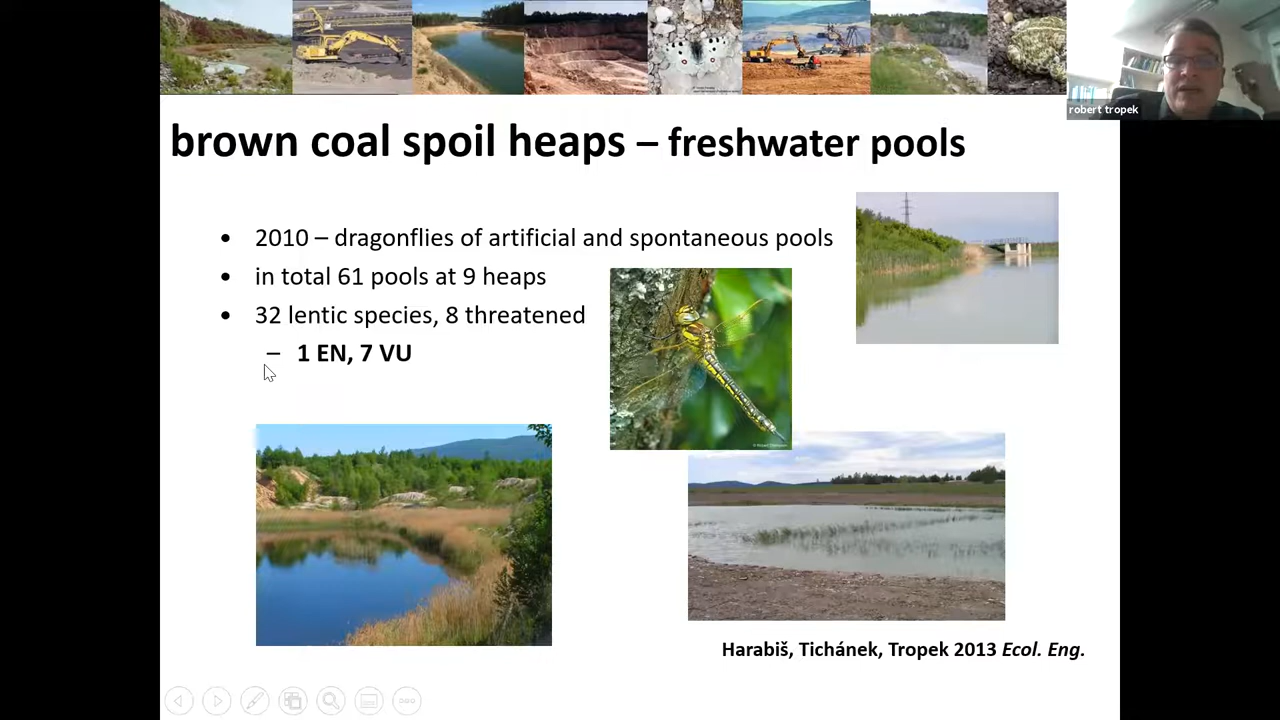 robert tropek
brown coal spoil heaps – freshwater pools
• 2010 – dragonflies of artificial and spontaneous pools
• in total 61 pools at 9 heaps
• 32 lentic species, 8 threatened
– 1 EN, 7 VU
Harabiš, Tichánek, Tropek 2013 Ecol. Eng.